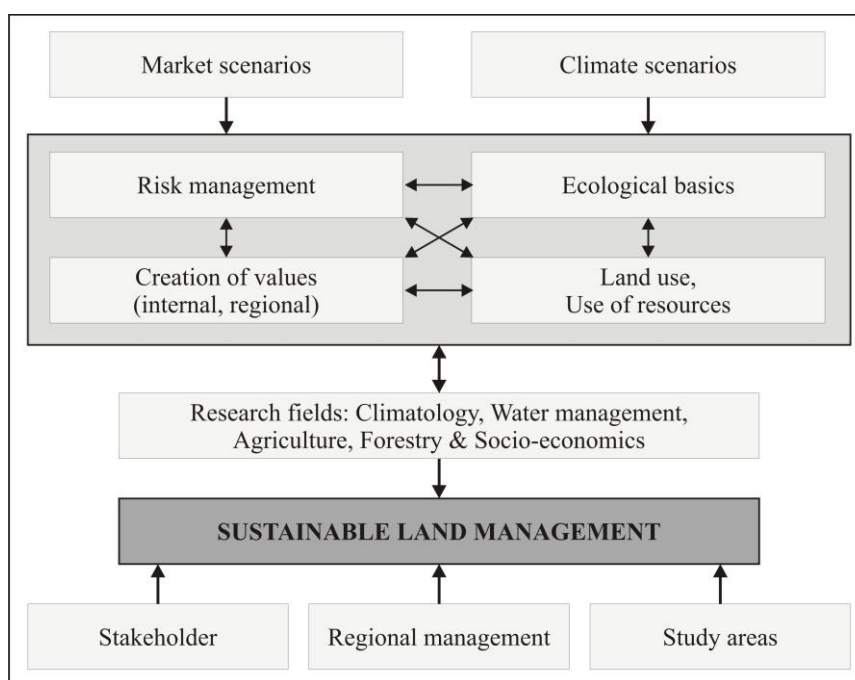 Market scenarios
Climate scenarios
Risk management
Ecological basics
Creation of values
(internal, regional)
Land use,
Use of resources
Research fields: Climatology, Water management,
Agriculture, Forestry & Socio-economics
SUSTAINABLE LAND MANAGEMENT
Stakeholder
Regional management
Study areas